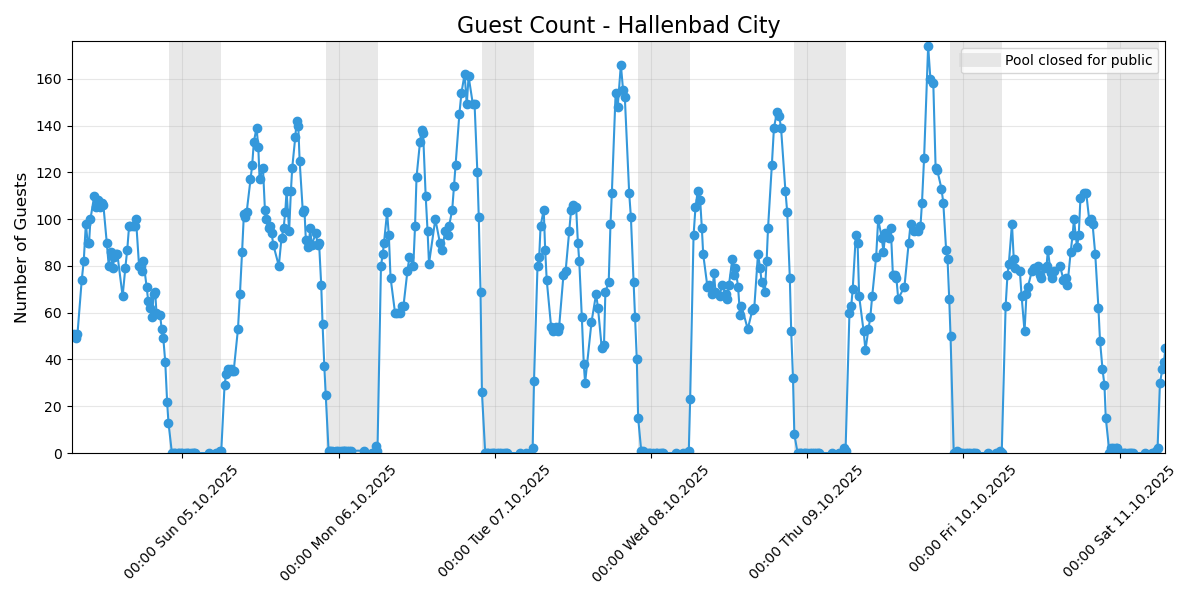 Guest Count - Hallenbad City
Pool closed for public
Number of Guests
160
140
120
100
80
60
40
20
0
00:00 Sun 05.10.2025
00:00 Mon 06.10.2025
00:00 Tue 07.10.2025
00:00 Wed 08.10.2025
00:00 Thu 09.10.2025
00:00 Fri 10.10.2025
00:00 Sat 11.10.2025